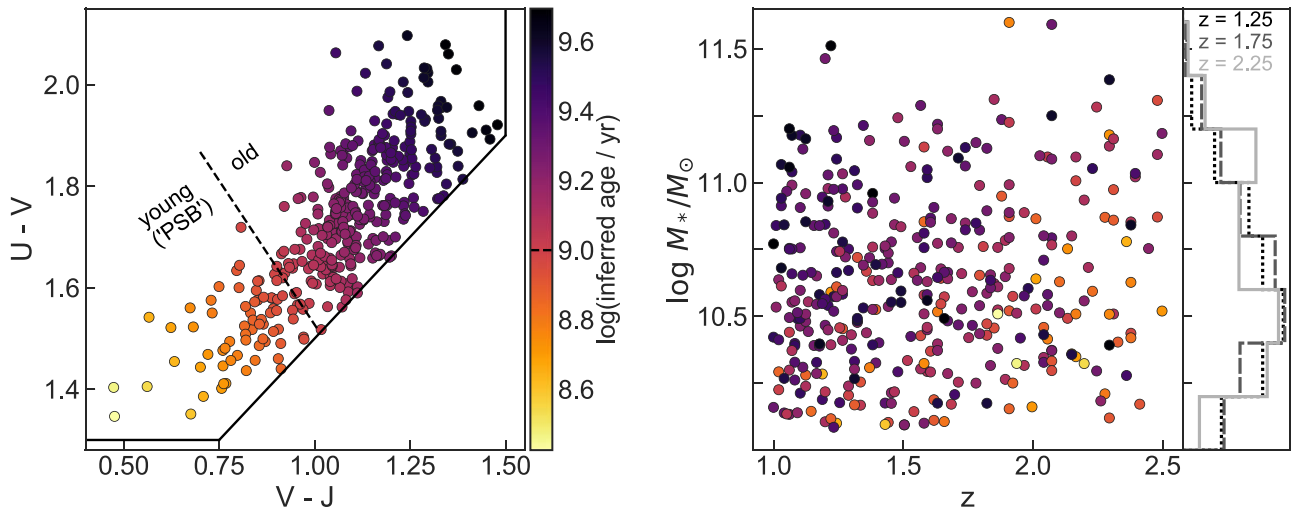 2.0
1.8
1.6
1.4
U - V
0.50
0.75
1.00
1.25
1.50
V - J
old
young
('PSB')
9.6
9.4
9.2
9.0
8.8
8.6
log(inferred age / yr)
11.5
11.0
10.5
log M*/M⊙
1.0
1.5
2.0
2.5
z
z = 1.25
z = 1.75
z = 2.25